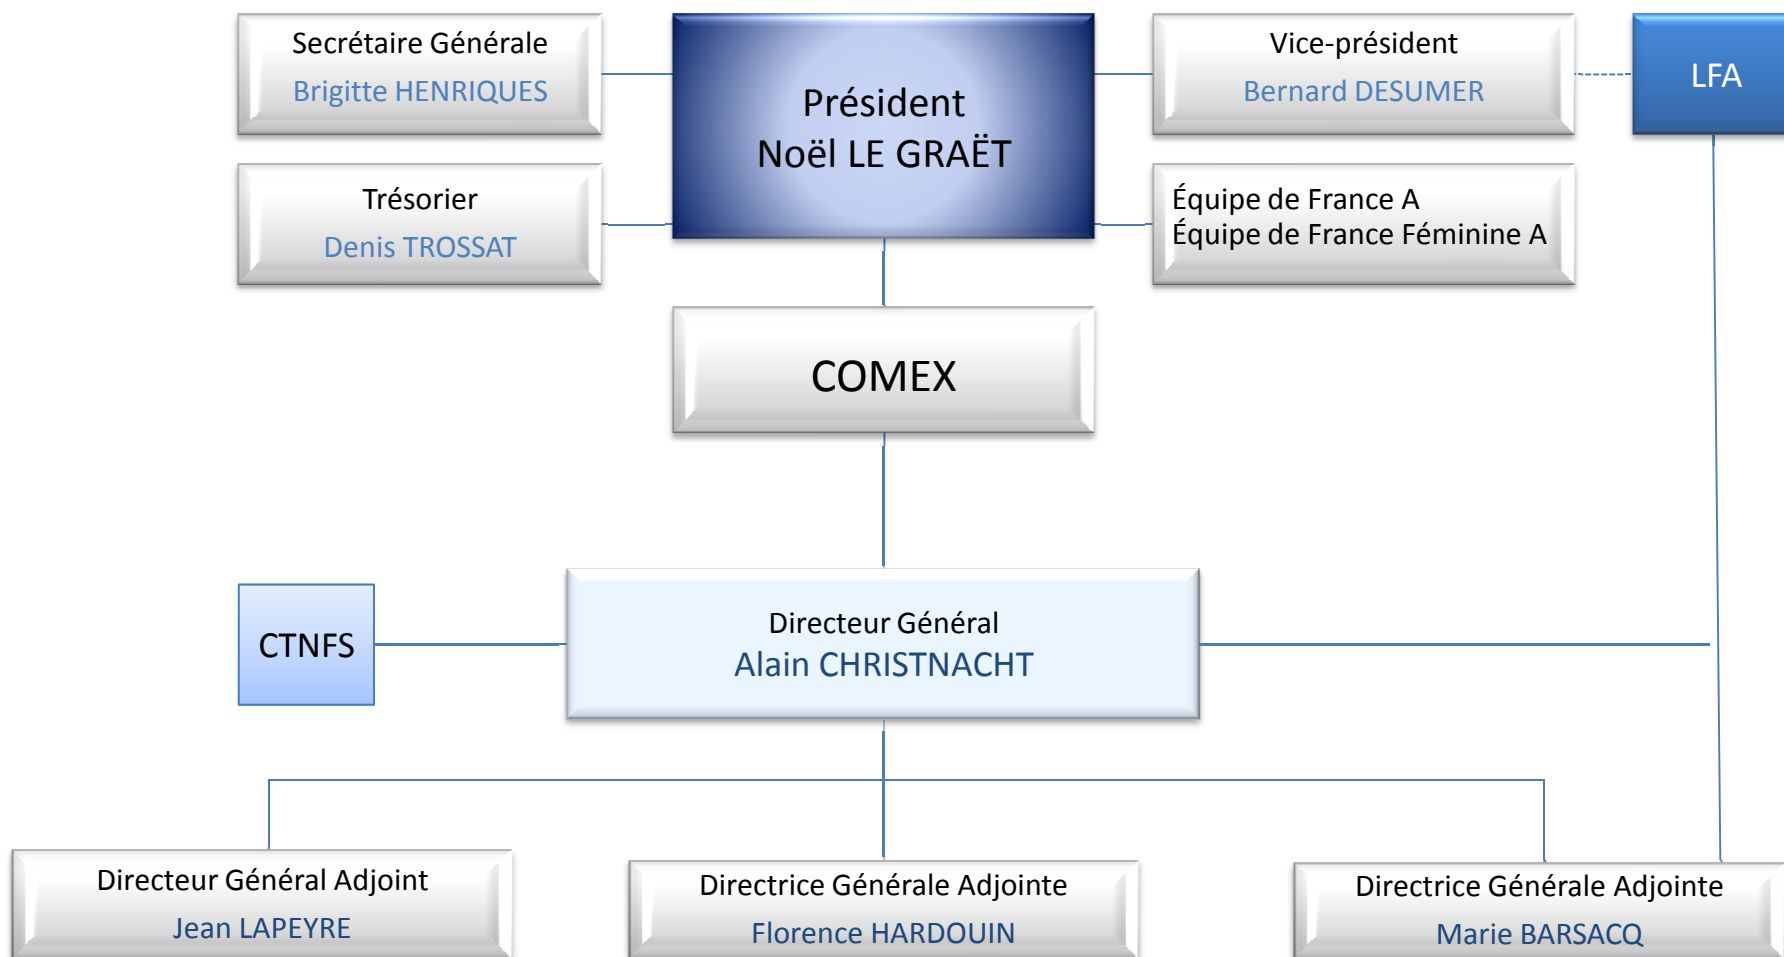 Secrétaire Générale
Brigitte HENRIQUES
Président
Noël LE GRAËT
Vice-président
Bernard DESUMER
LFA
Trésorier
Denis TROSSAT
Équipe de France A
Équipe de France Féminine A
COMEX
CTNFS
Directeur Général
Alain CHRISTNACHT
Directeur Général Adjoint
Jean LAPEYRE
Directrice Générale Adjointe
Florence HARDOUIN
Directrice Générale Adjointe
Marie BARSACQ